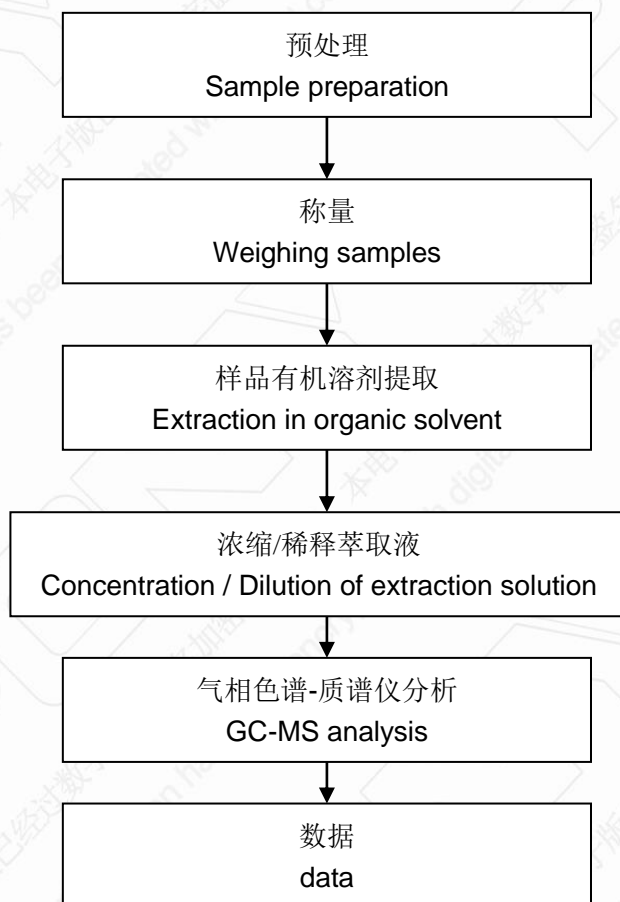 预处理
Sample preparation
称量
Weighing samples
样品有机溶剂提取
Extraction in organic solvent
浓缩/稀释萃取液
Concentration / Dilution of extraction solution
气相色谱-质谱仪分析
GC-MS analysis
数据
data